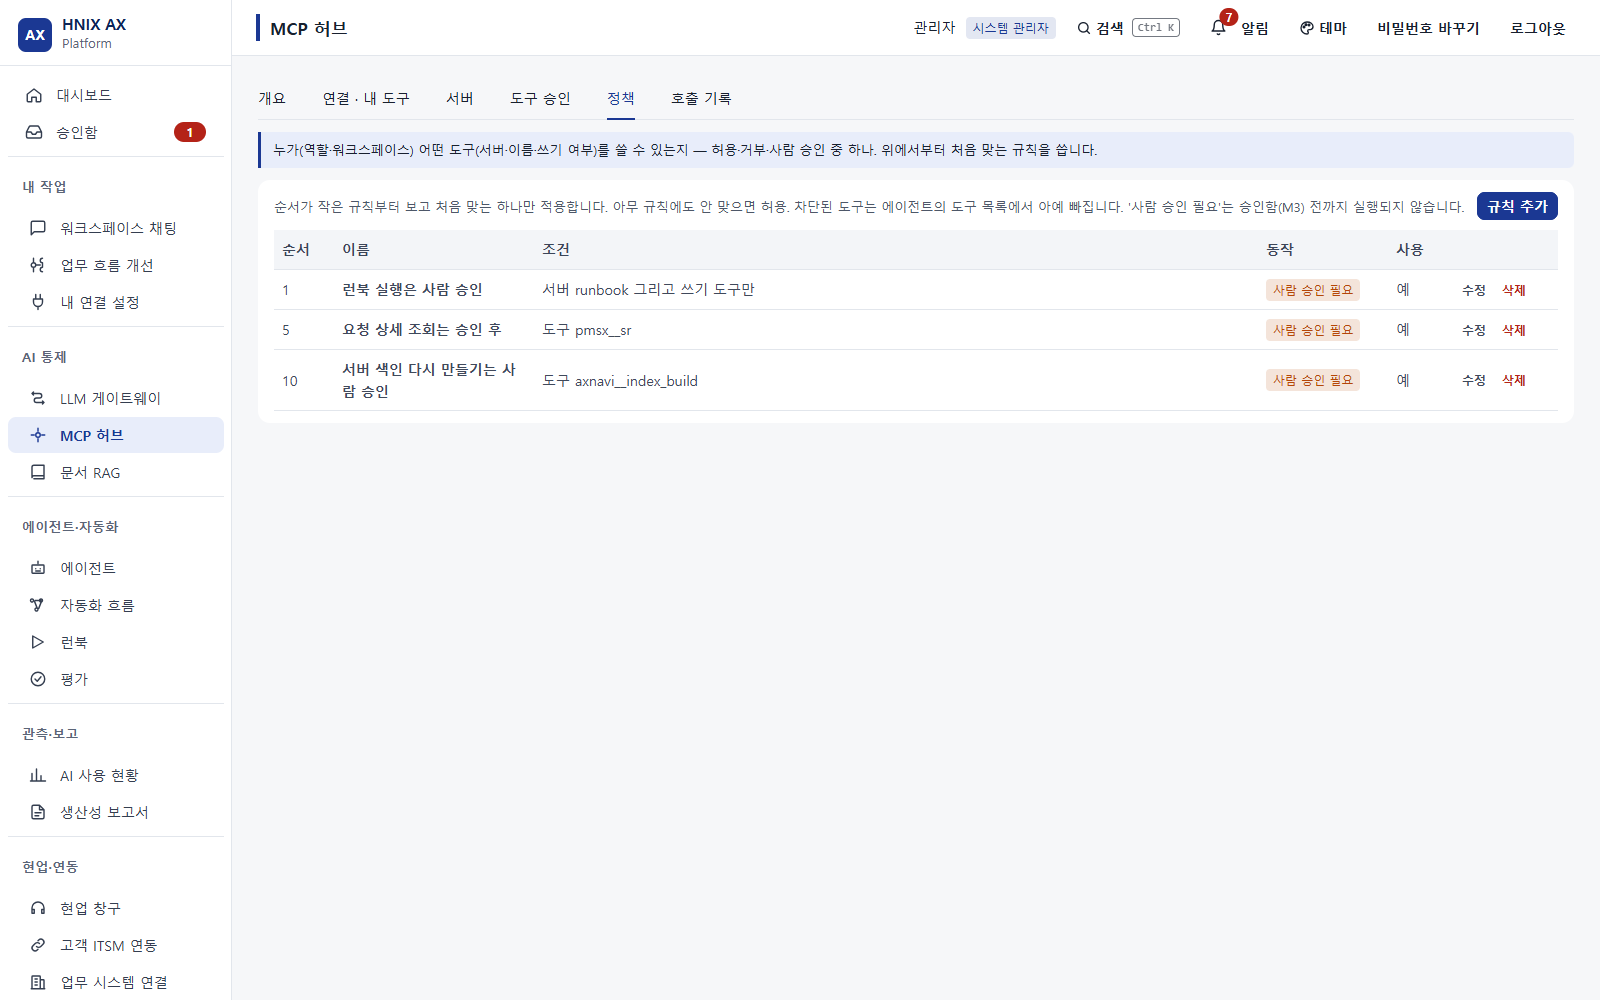 AX
HNIX AX
Platform
대시보드
승인함 1
내 작업
워크스페이스 채팅
업무 흐름 개선
내 연결 설정
AI 통제
LLM 게이트웨이
MCP 허브
문서 RAG
에이전트·자동화
에이전트
자동화 흐름
런북
평가
관측·보고
AI 사용 현황
생산성 보고서
현업·연동
현업 창구
고객 ITSM 연동
업무 시스템 연결
MCP 허브
관리자 시스템 관리자 검색 Ctrl K 7 알림 테마 비밀번호 바꾸기 로그아웃
개요 연결 · 내 도구 서버 도구 승인 정책 호출 기록
누가(역할·워크스페이스) 어떤 도구(서버·이름·쓰기 여부)를 쓸 수 있는지 — 허용·거부·사람 승인 중 하나. 위에서부터 처음 맞는 규칙을 씁니다.
순서가 작은 규칙부터 보고 처음 맞는 하나만 적용합니다. 아무 규칙에도 안 맞으면 허용. 차단된 도구는 에이전트의 도구 목록에서 아예 빠집니다. '사람 승인 필요'는 승인함(M3) 전까지 실행되지 않습니다. 규칙 추가
순서 이름 조건 동작 사용
1 런북 실행은 사람 승인 서버 runbook 그리고 쓰기 도구만 사람 승인 필요 예 수정 삭제
5 요청 상세 조회는 승인 후 도구 pmsx__sr 사람 승인 필요 예 수정 삭제
10 서버 색인 다시 만들기는 사람 승인 도구 axnavi__index_build 사람 승인 필요 예 수정 삭제